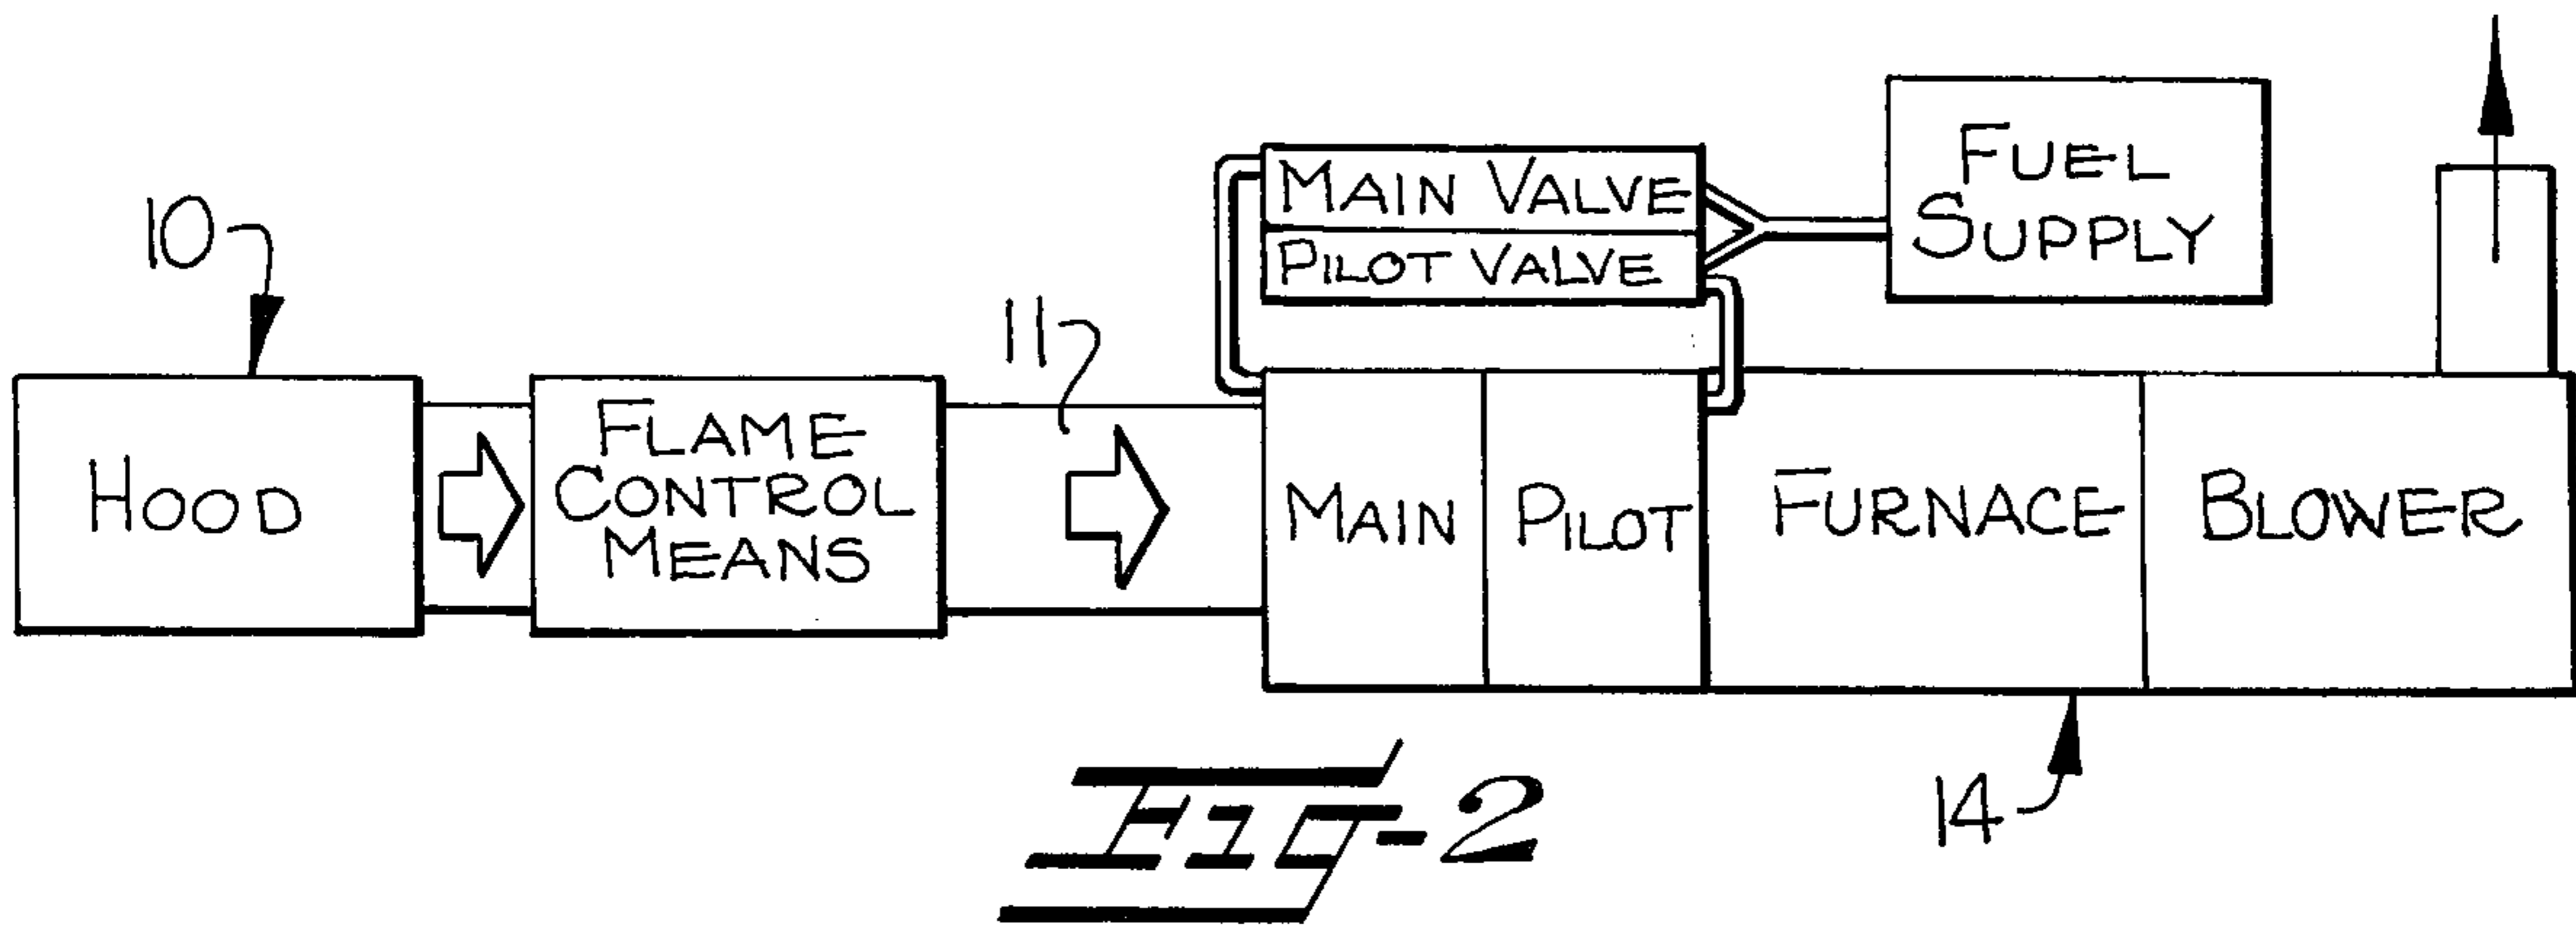 10
11
14
HOOD
FLAME
CONTROL
MEANS
MAIN VALVE
PILOT VALVE
FUEL
SUPPLY
MAIN
PILOT
FURNACE
BLOWER
FIG-2